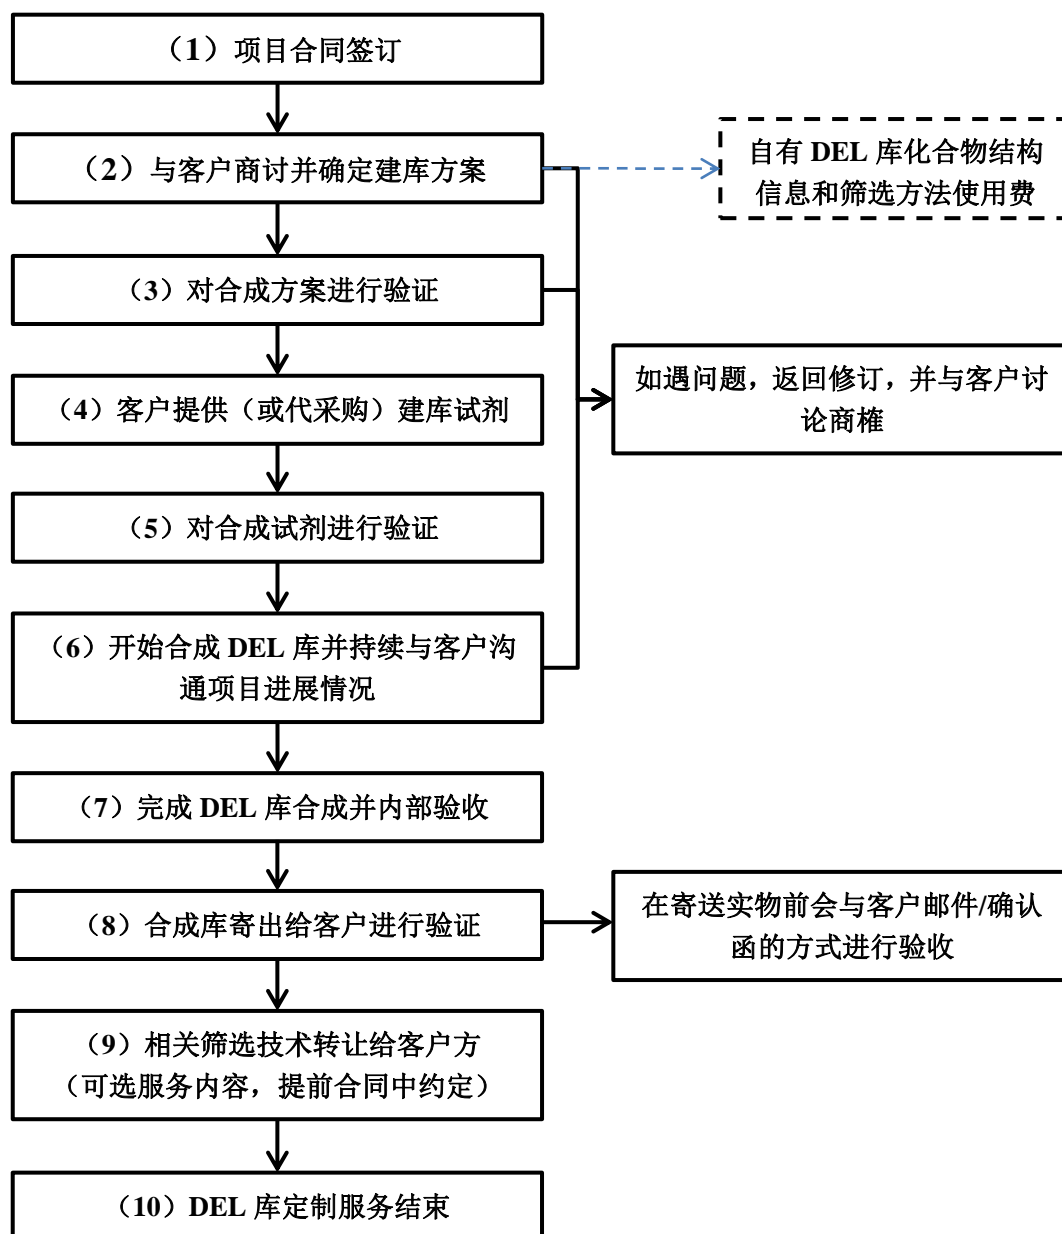 （1）项目合同签订
（2）与客户商讨并确定建库方案
自有 DEL 库化合物结构
信息和筛选方法使用费
（3）对合成方案进行验证
如遇问题，返回修订，并与客户讨
论商榷
（4）客户提供（或代采购）建库试剂
（5）对合成试剂进行验证
（6）开始合成 DEL 库并持续与客户沟
通项目进展情况
（7）完成 DEL 库合成并内部验收
（8）合成库寄出给客户进行验证
在寄送实物前会与客户邮件/确认
函的方式进行验收
（9）相关筛选技术转让给客户方
（可选服务内容，提前合同中约定）
（10）DEL 库定制服务结束